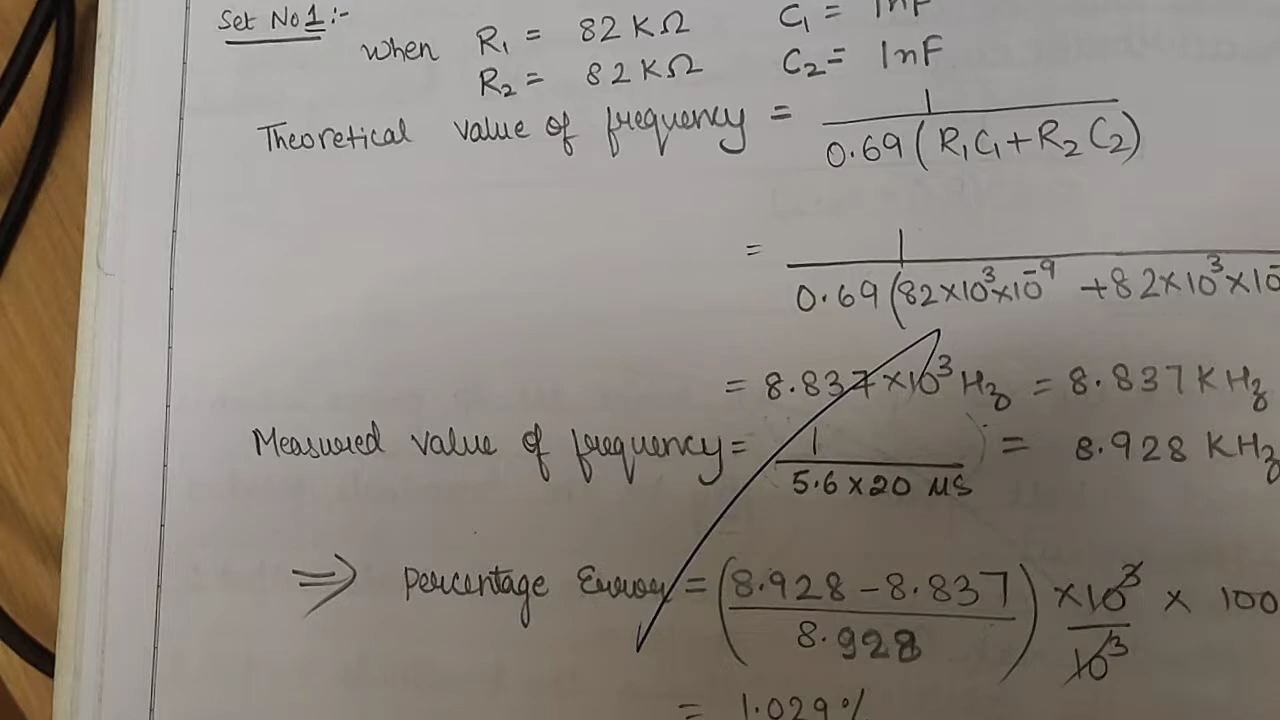 Set No 1:-
when R₁ = 82 KΩ C₁ = 1nF
R₂ = 82 KΩ C₂ = 1nF
Theoretical value of frequency = 1 / 0.69 (R₁C₁ + R₂C₂)
= 1 / 0.69 (82×10³×10⁻⁹ + 82×10³×10⁻
= 8.837 ×10³ Hz = 8.837 KHz
Measured value of frequency = 1 / 5.6 × 20 μS = 8.928 KHz
⇒ Percentage Error = (8.928 - 8.837 / 8.928) ×10³ / 10³ × 100
= 1.029 %